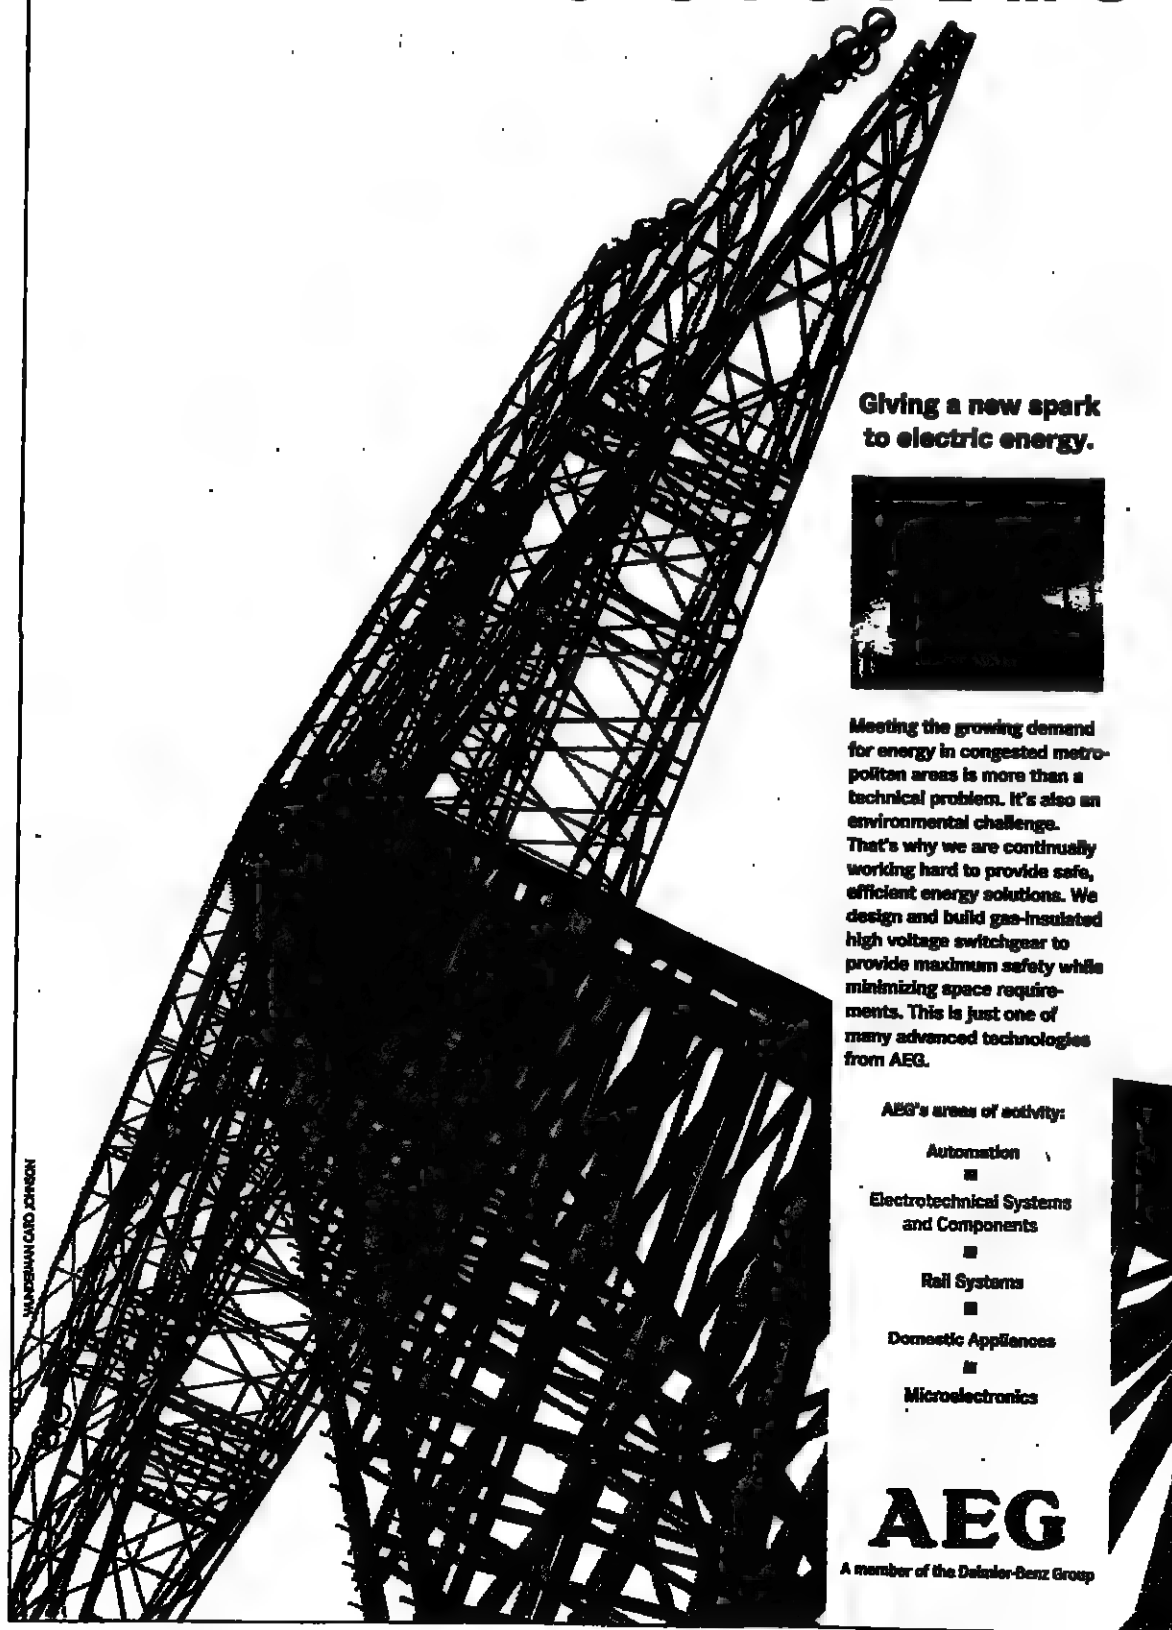 Giving a new spark
to electric energy.
Meeting the growing demand
for energy in congested metro-
politan areas is more than a
technical problem. It's also an
environmental challenge.
That's why we are continually
working hard to provide safe,
efficient energy solutions. We
design and build gas-insulated
high voltage switchgear to
provide maximum safety while
minimizing space require-
ments. This is just one of
many advanced technologies
from AEG.
AEG's areas of activity:
Automation
Electrotechnical Systems
and Components
Rail Systems
Domestic Appliances
Microelectronics
AEG
A member of the Daimler-Benz Group
WUNDERMAN CATO JOHNSON